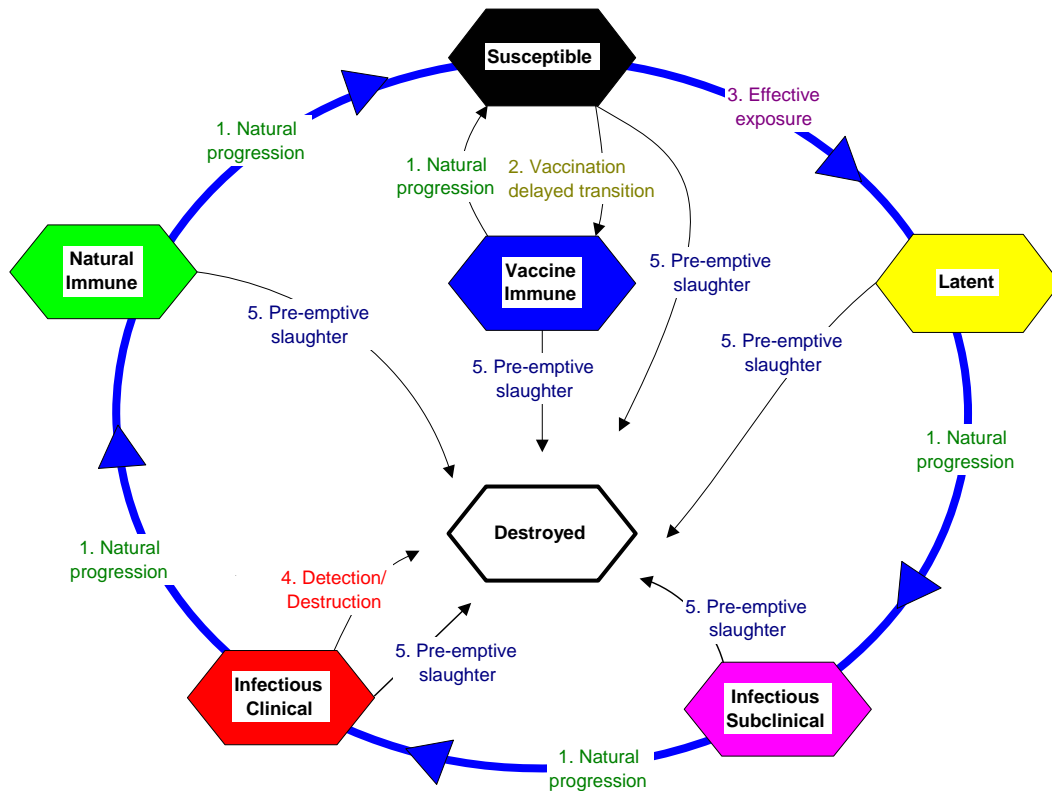 Susceptible
3. Effective
exposure
1. Natural
progression
1. Natural
progression
2. Vaccination
delayed transition
Natural
Immune
Vaccine
Immune
5. Pre-emptive
slaughter
Latent
5. Pre-emptive
slaughter
5. Pre-emptive
slaughter
5. Pre-emptive
slaughter
1. Natural
progression
Destroyed
1. Natural
progression
4. Detection/
Destruction
5. Pre-emptive
slaughter
5. Pre-emptive
slaughter
Infectious
Clinical
Infectious
Subclinical
1. Natural
progression